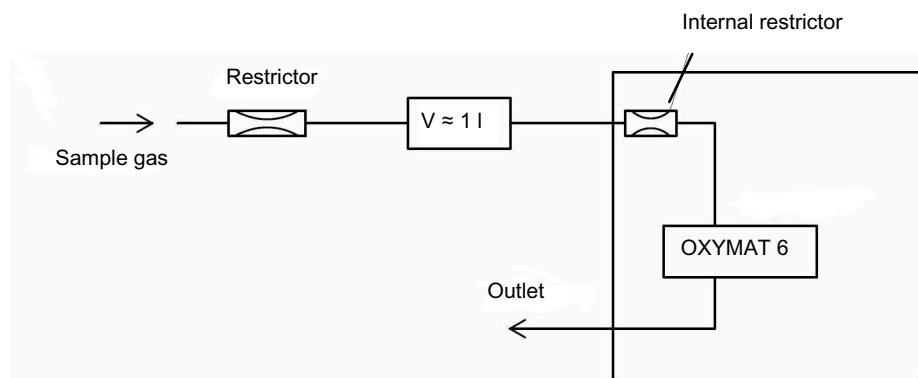 Internal restrictor
Restrictor
V ≈ 1 l
Sample gas
OXYMAT 6
Outlet